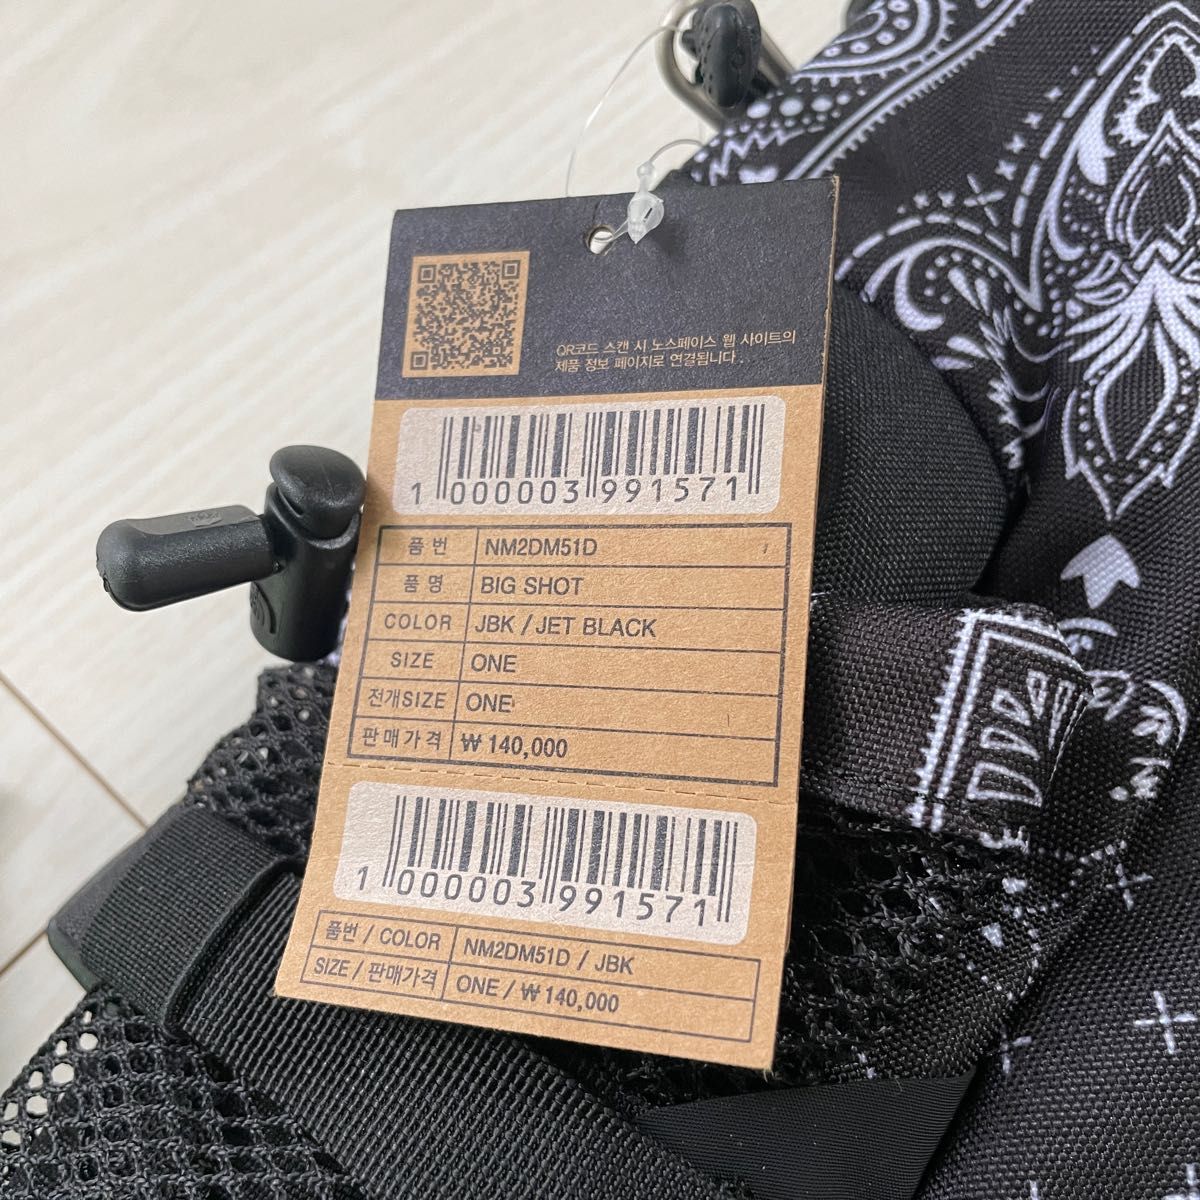 QR코드 스캔 시 노스페이스 웹 사이트의
제품 정보 페이지로 연결됩니다.
1 000003 991571
품 번 NM2DM51D
품 명 BIG SHOT
COLOR JBK / JET BLACK
SIZE ONE
전개SIZE ONE
판매가격 ₩ 140,000
1 000003 991571
품번 / COLOR NM2DM51D / JBK
SIZE / 판매가격 ONE / ₩ 140,000